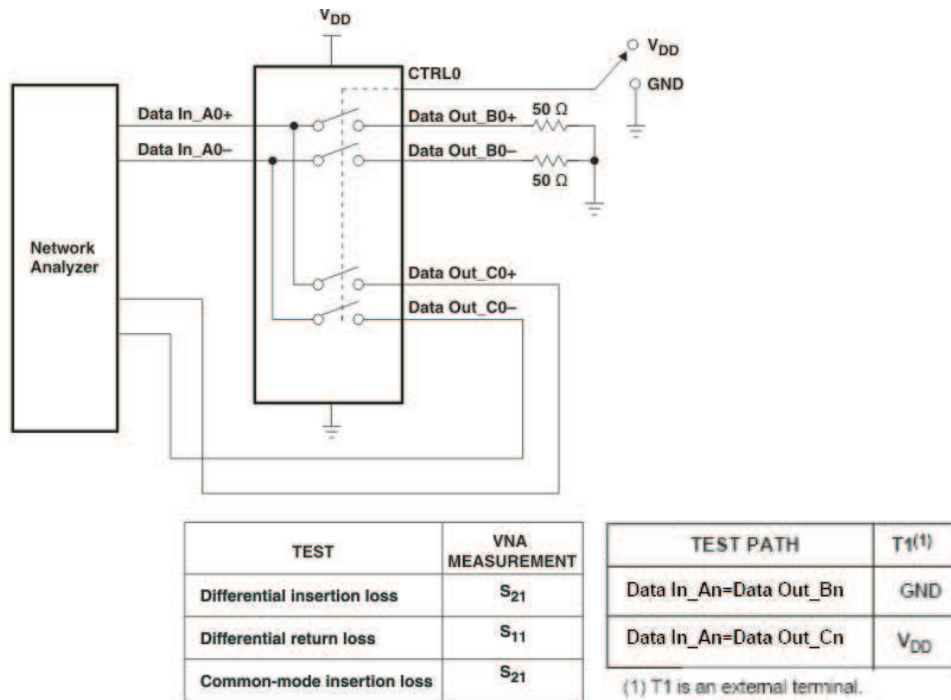 VDD
CTRL0
VDD
GND
Data In_A0+
Data Out_B0+
50 Ω
Data In_A0–
Data Out_B0–
50 Ω
Network
Analyzer
Data Out_C0+
Data Out_C0–
TEST VNA MEASUREMENT
Differential insertion loss S21
Differential return loss S11
Common-mode insertion loss S21
TEST PATH T1(1)
Data In_An=Data Out_Bn GND
Data In_An=Data Out_Cn VDD
(1) T1 is an external terminal.